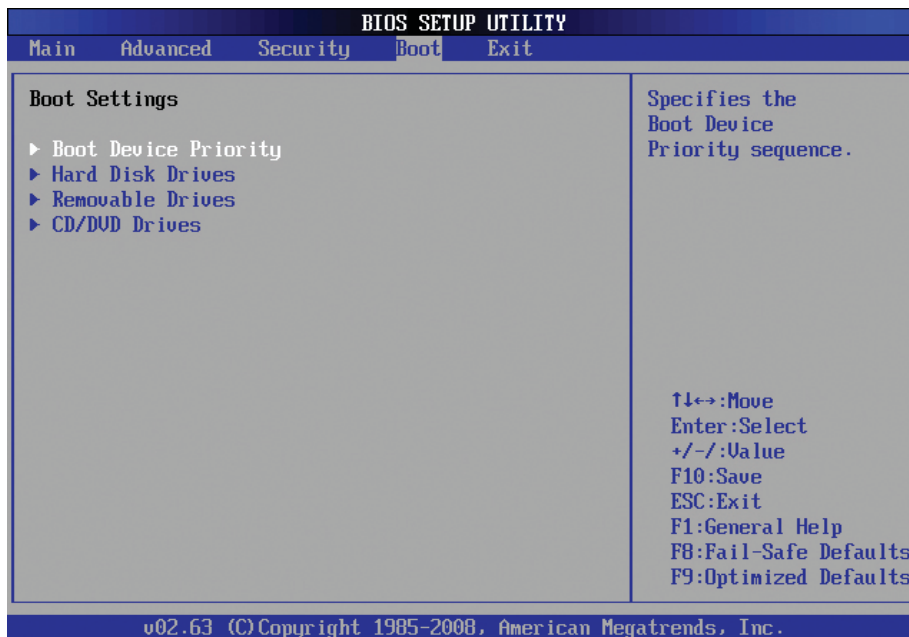 BIOS SETUP UTILITY
Main Advanced Security Boot Exit
Boot Settings
Boot Device Priority
Hard Disk Drives
Removable Drives
CD/DVD Drives
Specifies the
Boot Device
Priority sequence.
↑↓←→:Move
Enter:Select
+/-/:Value
F10:Save
ESC:Exit
F1:General Help
F8:Fail-Safe Defaults
F9:Optimized Defaults
v02.63 (C)Copyright 1985-2008, American Megatrends, Inc.